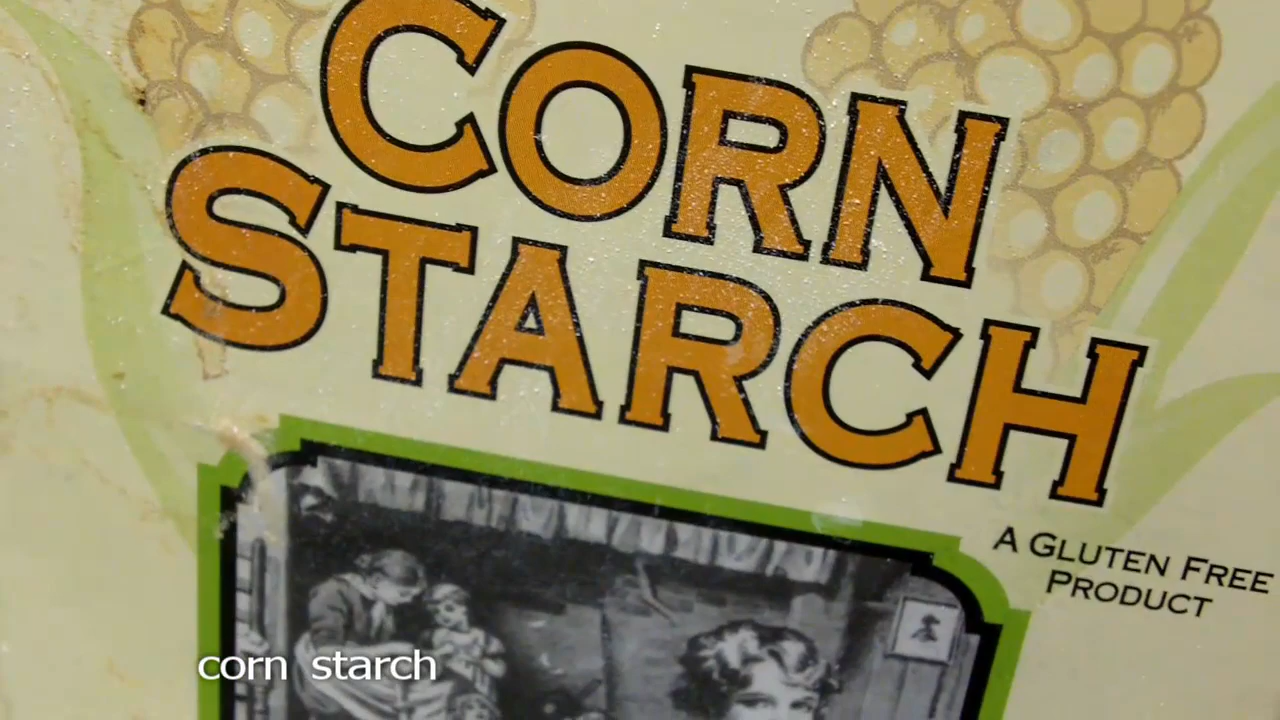 CORN
STARCH
A GLUTEN FREE
PRODUCT
corn starch